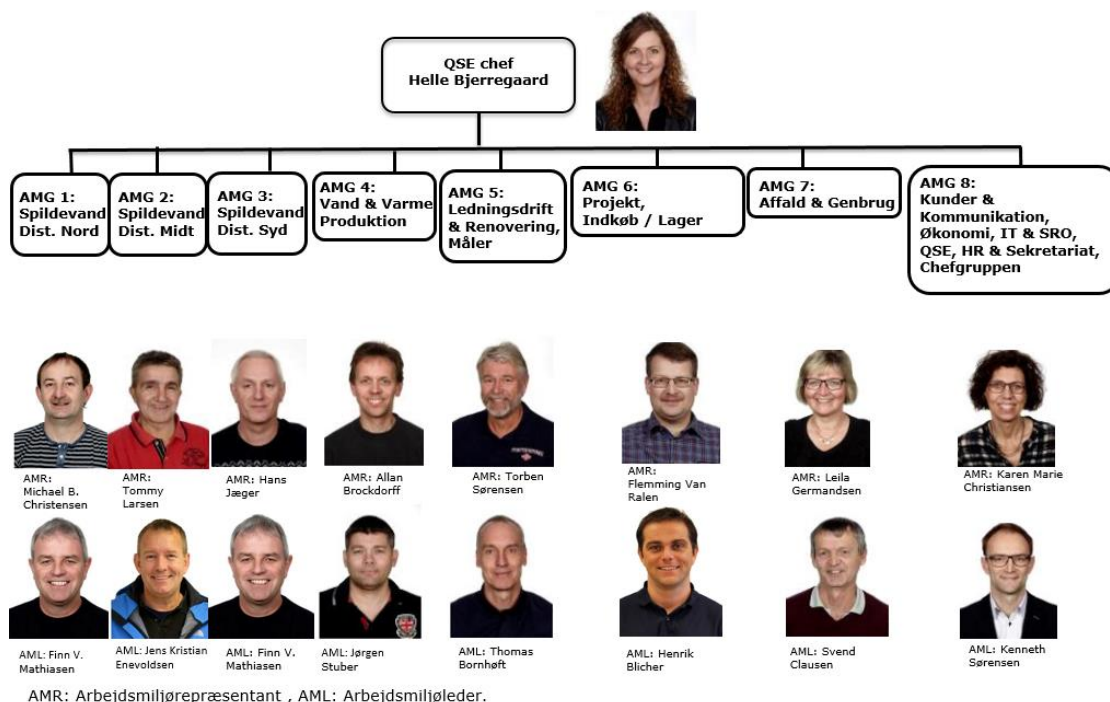 QSE chef
Helle Bjerregaard
AMG 1:
Spildevand
Dist. Nord
AMG 2:
Spildevand
Dist. Midt
AMG 3:
Spildevand
Dist. Syd
AMG 4:
Vand & Varme
Produktion
AMG 5:
Ledningsdrift
& Renovering,
Måler
AMG 6:
Projekt,
Indkøb / Lager
AMG 7:
Affald & Genbrug
AMG 8:
Kunder &
Kommunikation,
Økonomi, IT & SRO,
QSE, HR & Sekretariat,
Chefgruppen
AMR:
Michael B.
Christensen
AMR:
Tommy
Larsen
AMR: Hans
Jæger
AMR: Allan
Brockdorff
AMR: Torben
Sørensen
AMR:
Flemming Van
Ralen
AMR: Leila
Germandsen
AMR: Karen Marie
Christiansen
AML: Finn V.
Mathiasen
AML: Jens Kristian
Enevoldsen
AML: Finn V.
Mathiasen
AML: Jørgen
Stuber
AML: Thomas
Bornhøft
AML: Henrik
Blicher
AML: Svend
Clausen
AML: Kenneth
Sørensen
AMR: Arbejdsmiljørepræsentant , AML: Arbejdsmiljøleder.